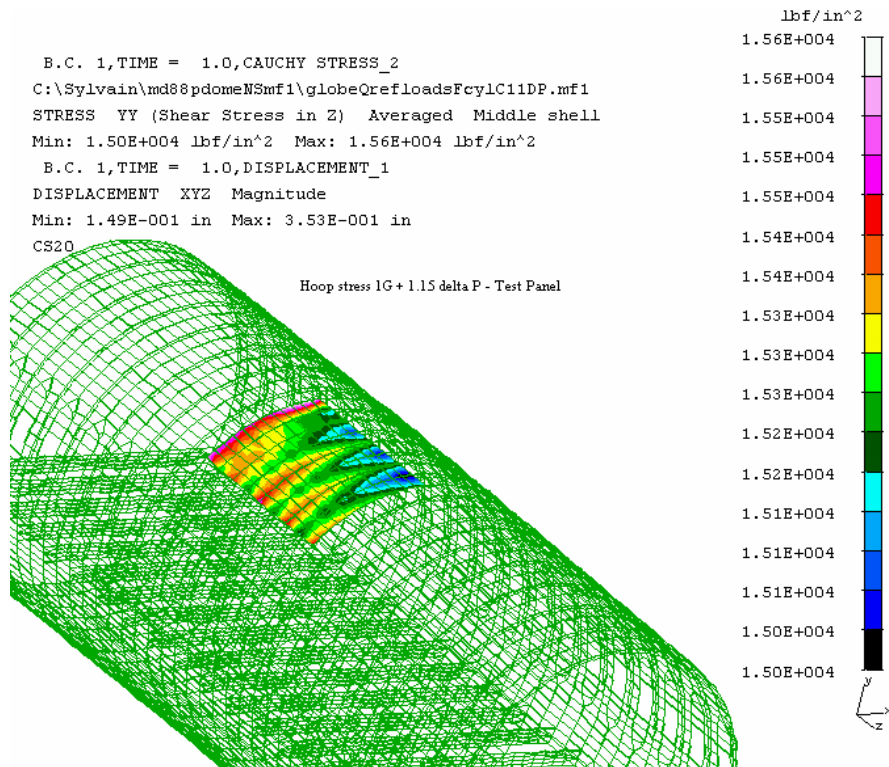 lbf/in^2
B.C. 1,TIME = 1.0,CAUCHY STRESS_2
C:\Sylvain\md88pdomeNSmf1\globeQrefloadsFcylC11DP.mf1
STRESS YY (Shear Stress in Z) Averaged Middle shell
Min: 1.50E+004 lbf/in^2 Max: 1.56E+004 lbf/in^2
B.C. 1,TIME = 1.0,DISPLACEMENT_1
DISPLACEMENT XYZ Magnitude
Min: 1.49E-001 in Max: 3.53E-001 in
CS20
Hoop stress 1G + 1.15 delta P - Test Panel
1.56E+004
1.56E+004
1.55E+004
1.55E+004
1.55E+004
1.54E+004
1.54E+004
1.53E+004
1.53E+004
1.53E+004
1.52E+004
1.52E+004
1.51E+004
1.51E+004
1.51E+004
1.50E+004
1.50E+004
y
z